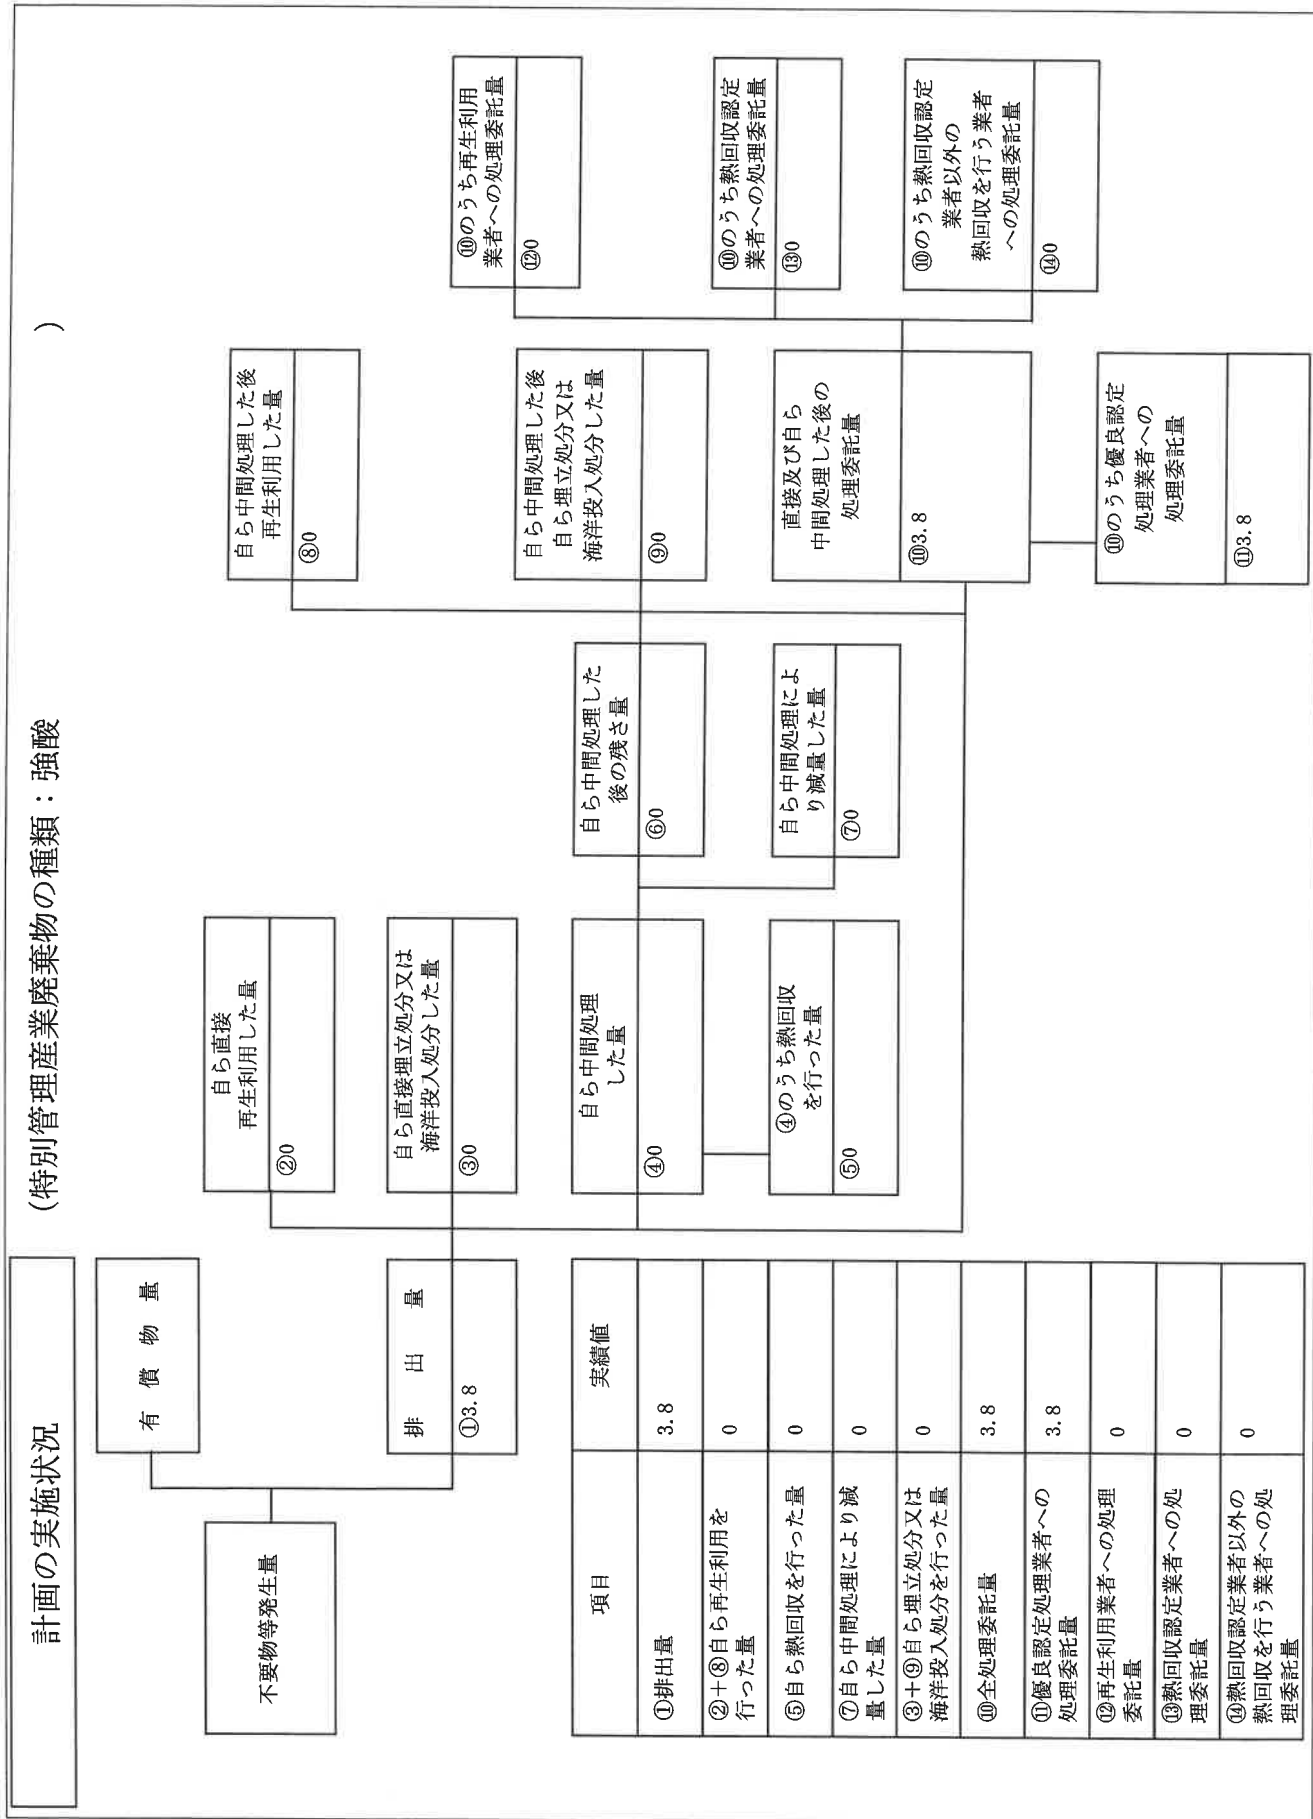 計画の実施状況
(特別管理産業廃棄物の種類：強酸
)
不要物等発生量
有償物量
排出量
①3.8
自ら直接
再生利用した量
②0
自ら直接埋立処分又は
海洋投入処分した量
③0
自ら中間処理
した量
④0
④のうち熱回収
を行った量
⑤0
自ら中間処理した
後の残さ量
⑥0
自ら中間処理によ
り減量した量
⑦0
自ら中間処理した後
再生利用した量
⑧0
自ら中間処理した後
自ら埋立処分又は
海洋投入処分した量
⑨0
直接及び自ら
中間処理した後の
処理委託量
⑩3.8
⑩のうち優良認定
処理業者への
処理委託量
⑪3.8
⑩のうち再生利用
業者への処理委託量
⑫0
⑩のうち熱回収認定
業者への処理委託量
⑬0
⑩のうち熱回収認定
業者以外の
熱回収を行う業者
への処理委託量
⑭0
項目 実績値
①排出量 3.8
②＋⑧自ら再生利用を
行った量 0
⑤自ら熱回収を行った量 0
⑦自ら中間処理により減
量した量 0
③＋⑨自ら埋立処分又は
海洋投入処分を行った量 0
⑩全処理委託量 3.8
⑪優良認定処理業者への
処理委託量 3.8
⑫再生利用業者への処理
委託量 0
⑬熱回収認定業者への処
理委託量 0
⑭熱回収認定業者以外の
熱回収を行う業者への処
理委託量 0